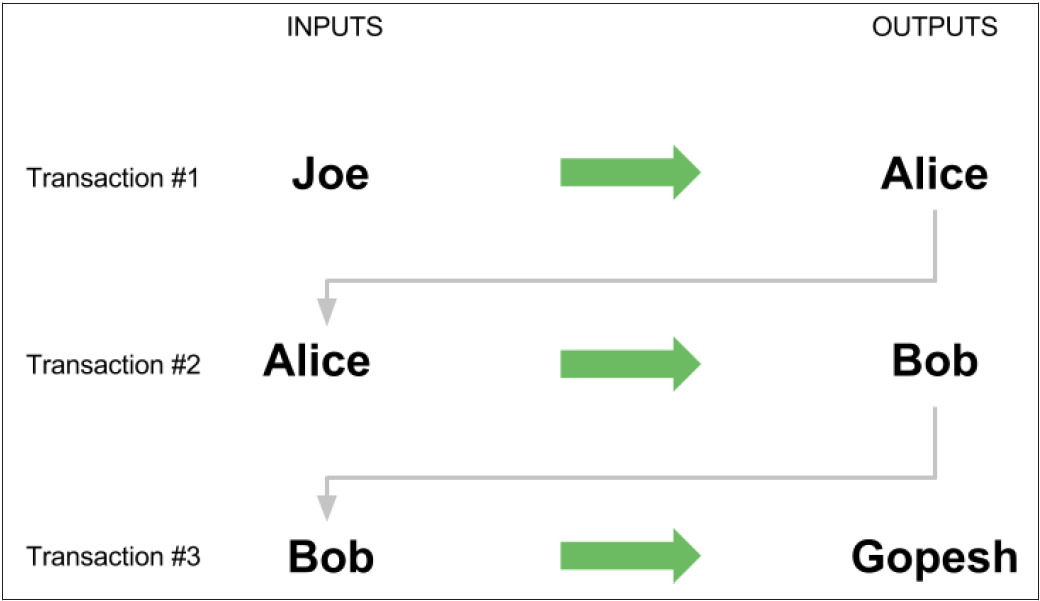 INPUTS OUTPUTS
Transaction #1 Joe Alice
Transaction #2 Alice Bob
Transaction #3 Bob Gopesh